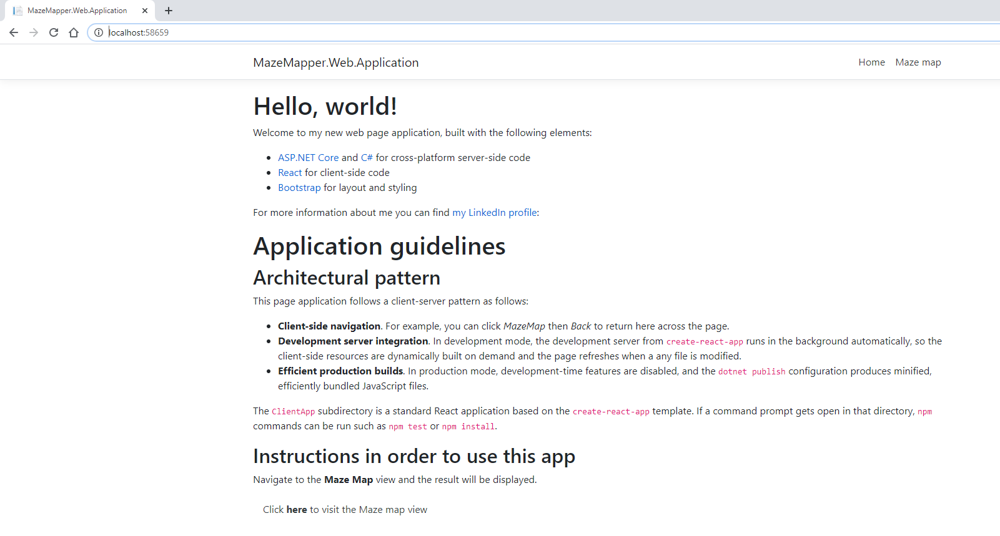 MazeMapper.Web.Application
localhost:58659
MazeMapper.Web.Application
Home Maze map
Hello, world!
Welcome to my new web page application, built with the following elements:
ASP.NET Core and C# for cross-platform server-side code
React for client-side code
Bootstrap for layout and styling
For more information about me you can find my LinkedIn profile:
Application guidelines
Architectural pattern
This page application follows a client-server pattern as follows:
Client-side navigation. For example, you can click MazeMap then Back to return here across the page.
Development server integration. In development mode, the development server from create-react-app runs in the background automatically, so the
client-side resources are dynamically built on demand and the page refreshes when a any file is modified.
Efficient production builds. In production mode, development-time features are disabled, and the dotnet publish configuration produces minified,
efficiently bundled JavaScript files.
The ClientApp subdirectory is a standard React application based on the create-react-app template. If a command prompt gets open in that directory, npm
commands can be run such as npm test or npm install.
Instructions in order to use this app
Navigate to the Maze Map view and the result will be displayed.
Click here to visit the Maze map view